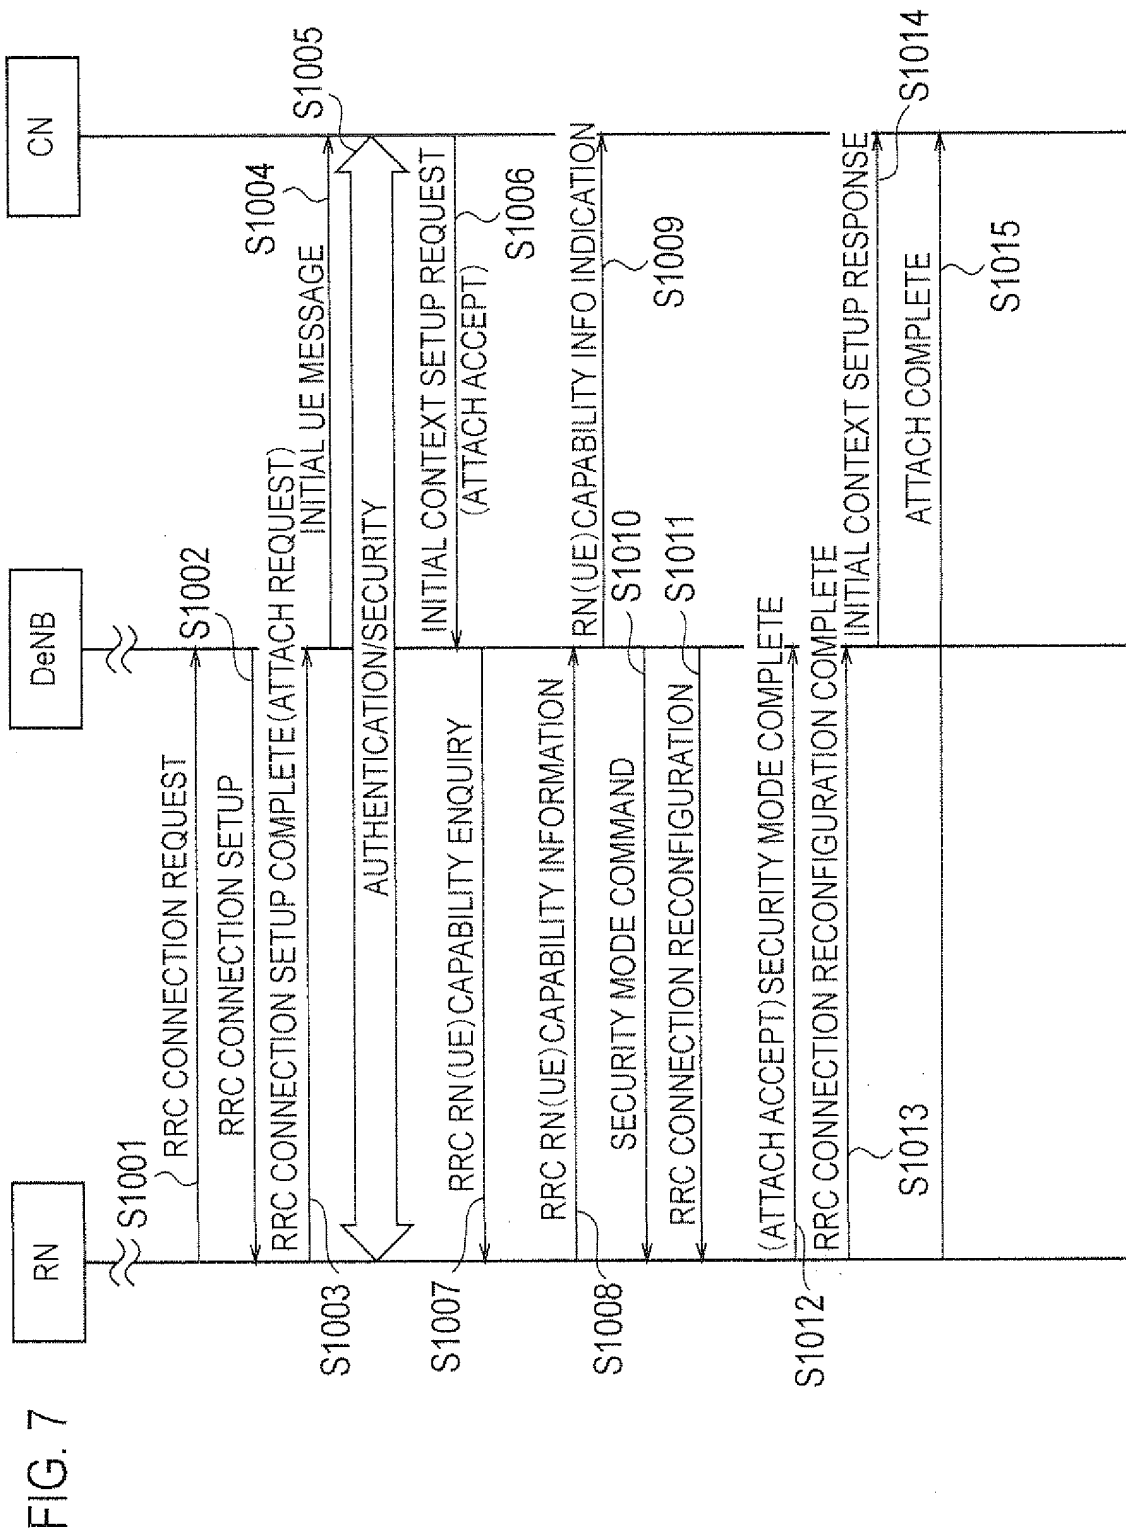 FIG. 7
RN
DeNB
CN
S1001
RRC CONNECTION REQUEST
S1002
RRC CONNECTION SETUP
RRC CONNECTION SETUP COMPLETE(ATTACH REQUEST)
S1003
S1004
INITIAL UE MESSAGE
S1005
AUTHENTICATION/SECURITY
INITIAL CONTEXT SETUP REQUEST
(ATTACH ACCEPT)
S1006
RRC RN(UE)CAPABILITY ENQUIRY
S1007
RRC RN(UE)CAPABILITY INFORMATION
S1008
RN(UE)CAPABILITY INFO INDICATION
S1009
SECURITY MODE COMMAND
S1010
RRC CONNECTION RECONFIGURATION
S1011
(ATTACH ACCEPT)SECURITY MODE COMPLETE
S1012
RRC CONNECTION RECONFIGURATION COMPLETE
S1013
INITIAL CONTEXT SETUP RESPONSE
S1014
ATTACH COMPLETE
S1015